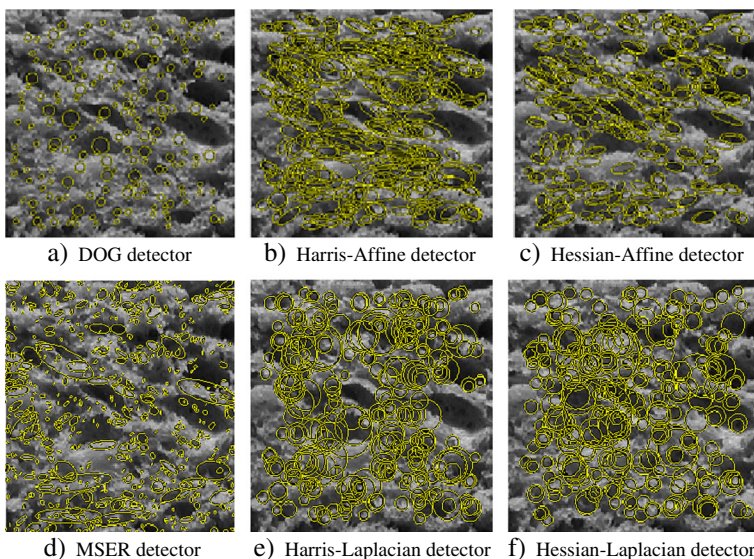 a) DOG detector
b) Harris-Affine detector
c) Hessian-Affine detector
d) MSER detector
e) Harris-Laplacian detector
f) Hessian-Laplacian detector